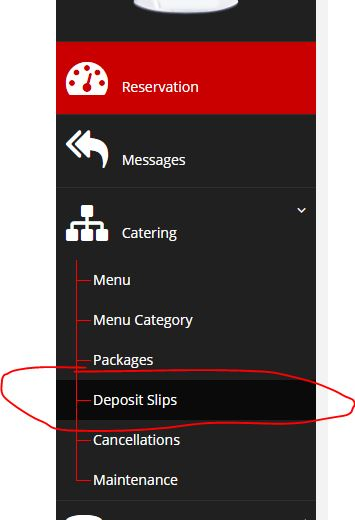 Reservation
Messages
Catering
Menu
Menu Category
Packages
Deposit Slips
Cancellations
Maintenance